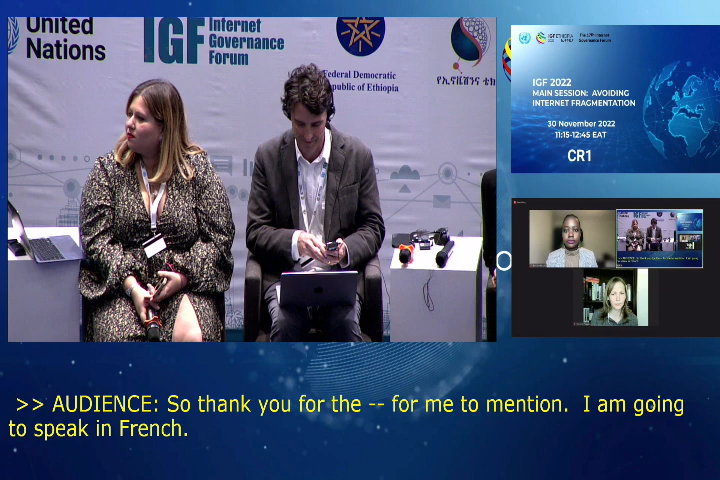 United
Nations
IGF
Internet
Governance
Forum
Federal Democratic
Republic of Ethiopia
የኢኖቬሽንና ቴክ
IGF 2022
MAIN SESSION: AVOIDING
INTERNET FRAGMENTATION
30 November 2022
11:15-12:45 EAT
CR1
>> AUDIENCE: So thank you for the -- for me to mention. I am going
to speak in French.